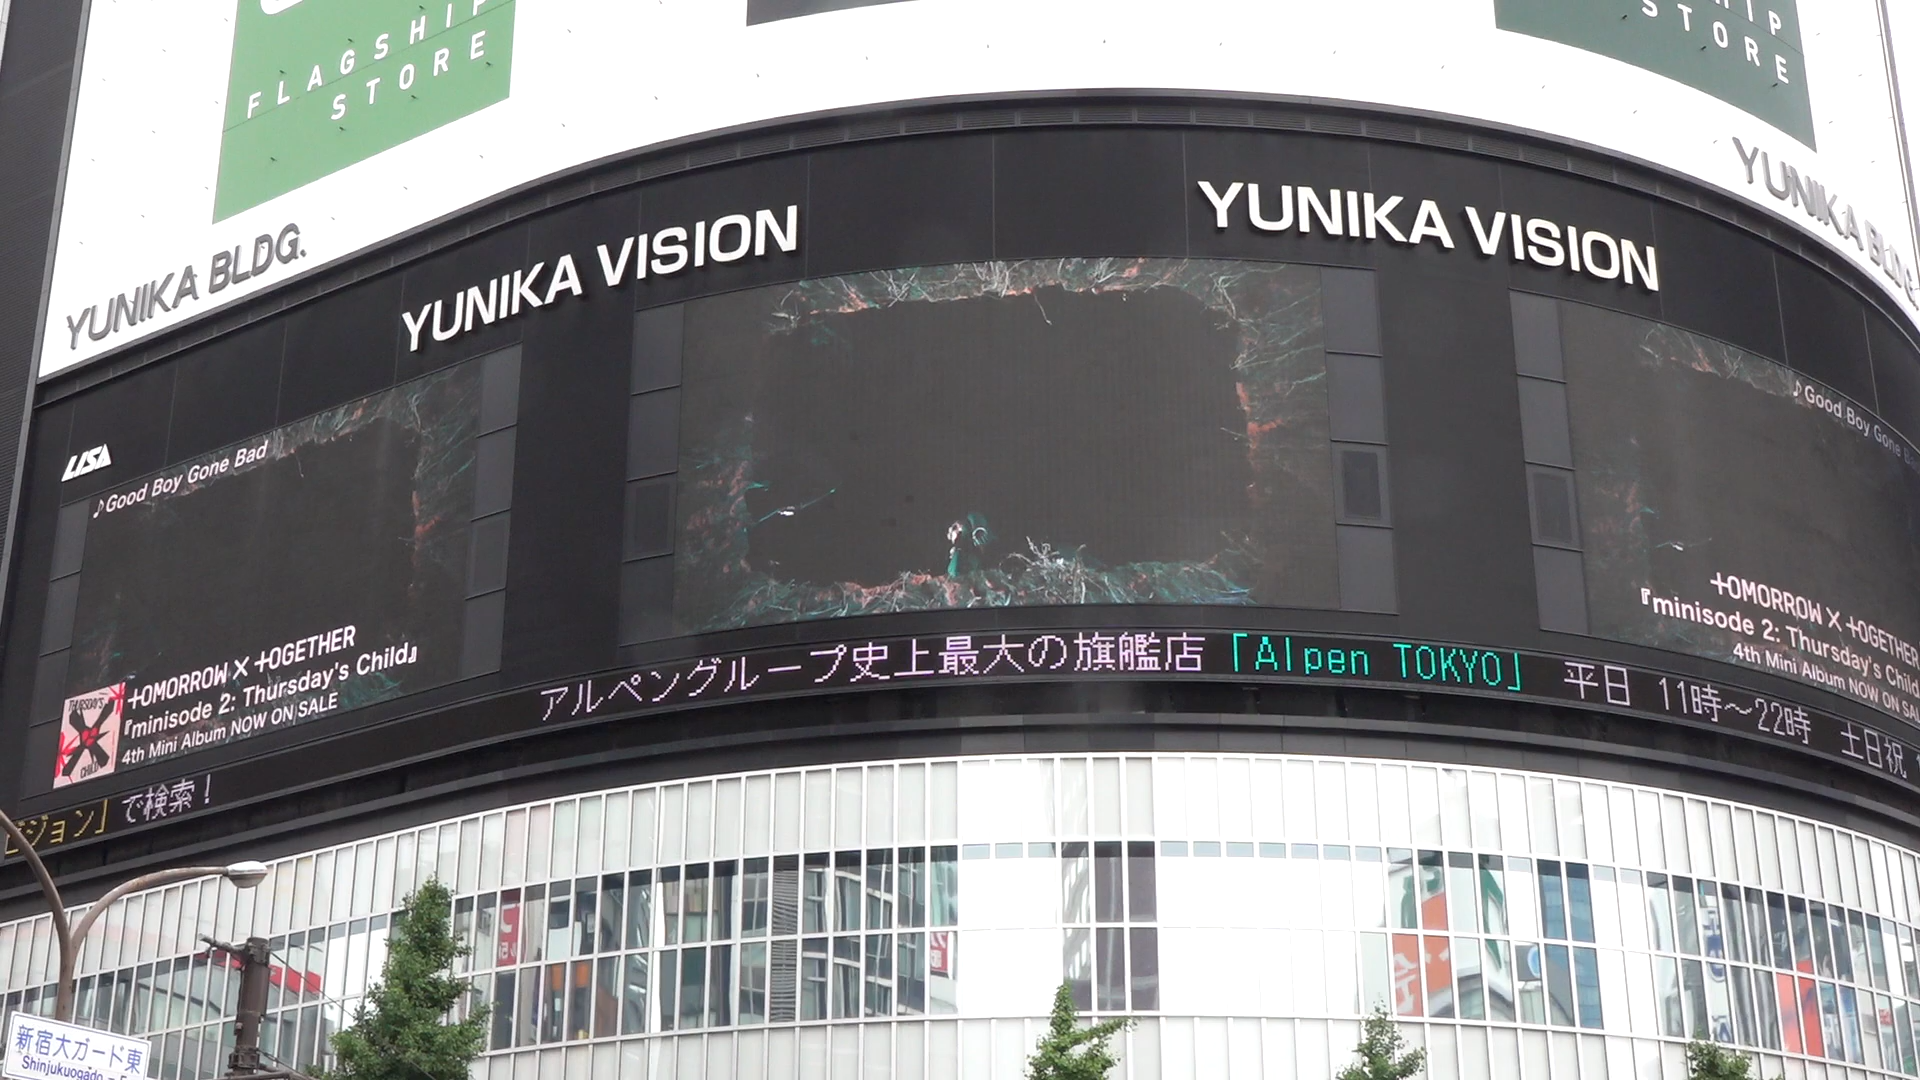 FLAGSHIP
STORE
STORE
YUNIKA BLDG.
YUNIKA BLDG.
YUNIKA VISION
YUNIKA VISION
LISA
♪Good Boy Gone Bad
♪Good Boy Gone
TOMORROW X TOGETHER
『minisode 2: Thursday's Child』
4th Mini Album NOW ON SALE
THURSDAY'S
CHILD
TOMORROW X TOGETHER
『minisode 2: Thursday's Child
4th Mini Album NOW ON SAL
アルペングループ史上最大の旗艦店「Alpen TOKYO」 平日 11時～22時 土日祝
ビジョン」で検索！
新宿大ガード東
Shinjukuogado